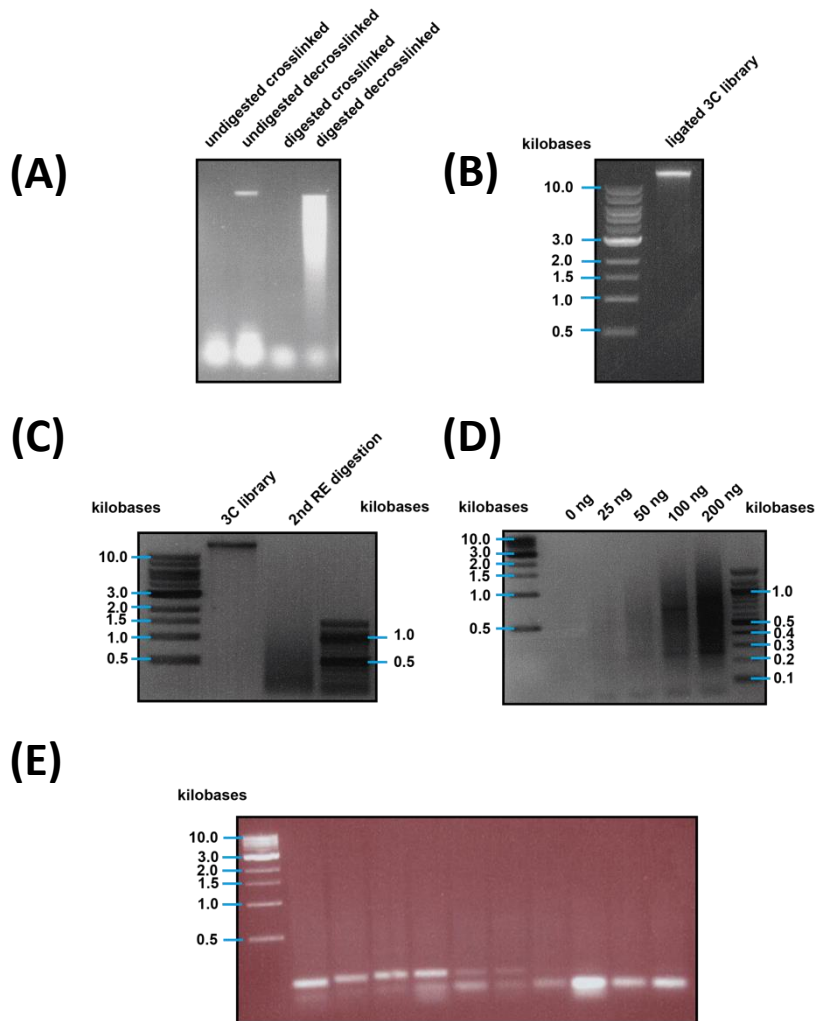 undigested crosslinked
undigested decrosslinked
digested crosslinked
digested decrosslinked
(A)
ligated 3C library
kilobases
(B)
10.0
3.0
2.0
1.5
1.0
0.5
(C)
3C library
2nd RE digestion
kilobases
kilobases
10.0
3.0
2.0
1.5
1.0
0.5
1.0
0.5
(D)
0 ng
25 ng
50 ng
100 ng
200 ng
kilobases
kilobases
10.0
3.0
2.0
1.5
1.0
0.5
1.0
0.5
0.4
0.3
0.2
0.1
(E)
kilobases
10.0
3.0
2.0
1.5
1.0
0.5